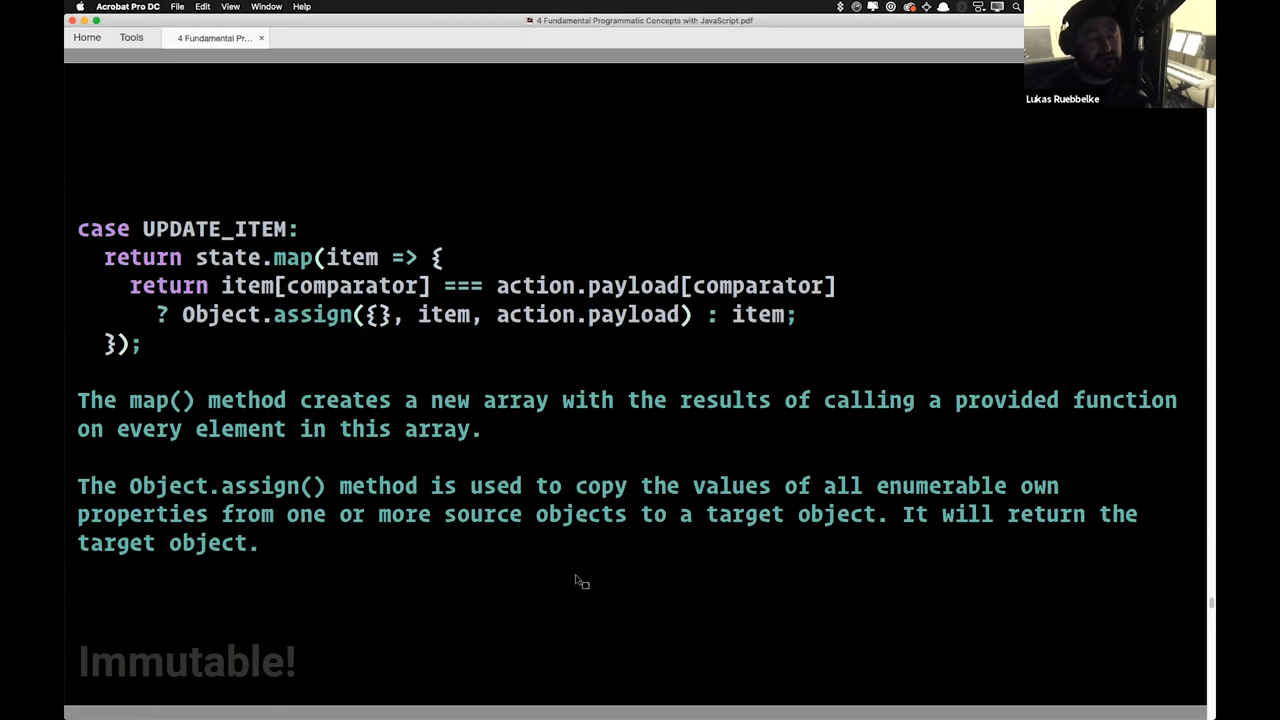 Acrobat Pro DC File Edit View Window Help
4 Fundamental Programmatic Concepts with JavaScript.pdf
Home Tools 4 Fundamental Pr... ×
Lukas Ruebbelke
case UPDATE_ITEM:
return state.map(item => {
return item[comparator] === action.payload[comparator]
? Object.assign({}, item, action.payload) : item;
});
The map() method creates a new array with the results of calling a provided function
on every element in this array.
The Object.assign() method is used to copy the values of all enumerable own
properties from one or more source objects to a target object. It will return the
target object.
Immutable!